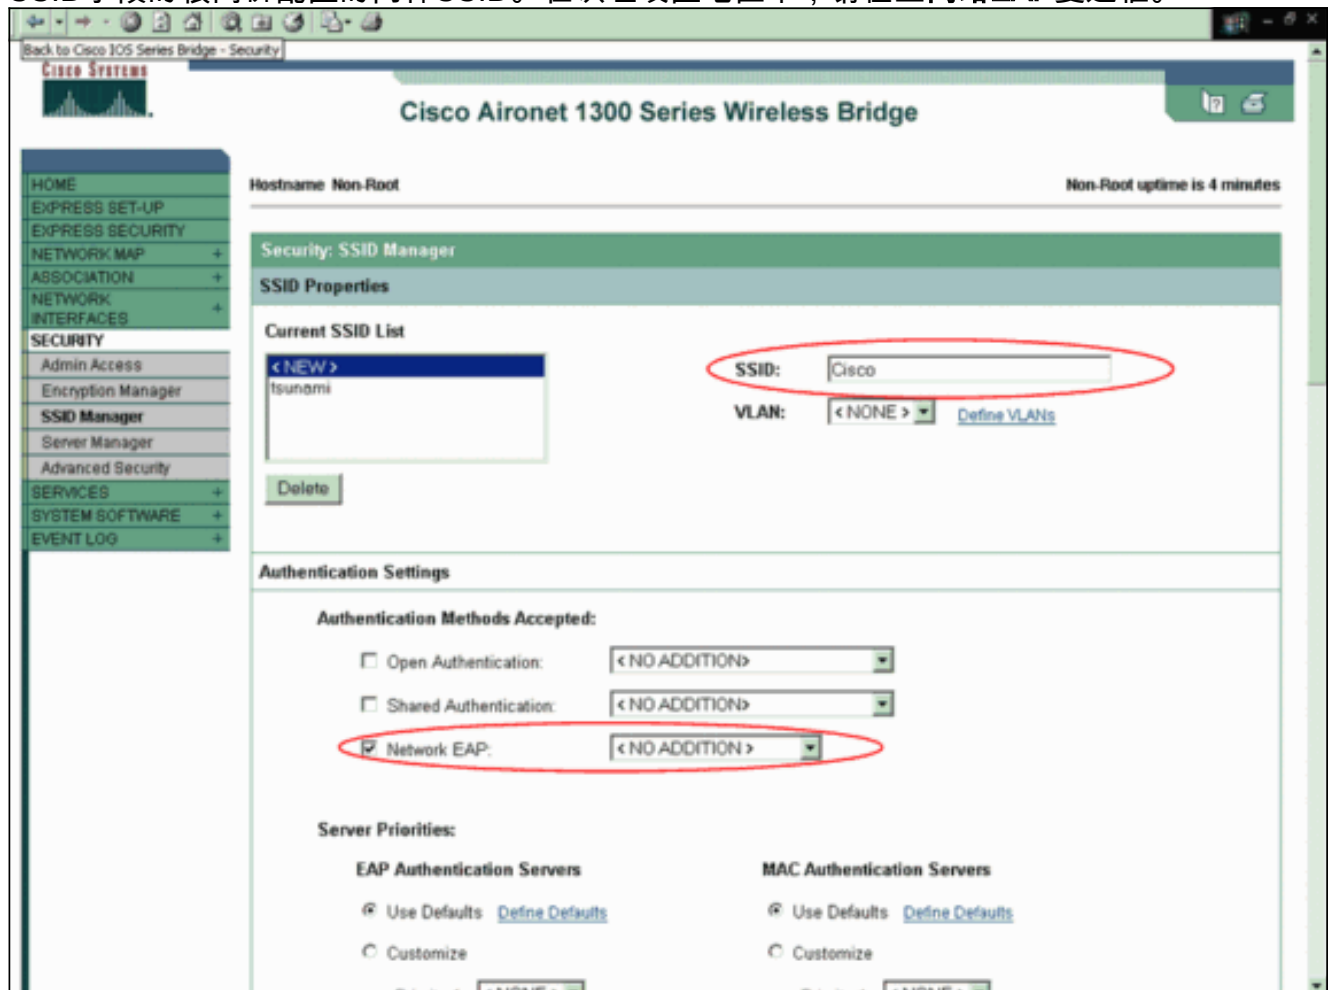 Back to Cisco IOS Series Bridge - Security
CISCO SYSTEMS
Cisco Aironet 1300 Series Wireless Bridge
HOME
EXPRESS SET-UP
EXPRESS SECURITY
NETWORK MAP +
ASSOCIATION +
NETWORK
INTERFACES +
SECURITY
Admin Access
Encryption Manager
SSID Manager
Server Manager
Advanced Security
SERVICES +
SYSTEM SOFTWARE +
EVENT LOG +
Hostname Non-Root
Non-Root uptime is 4 minutes
Security: SSID Manager
SSID Properties
Current SSID List
< NEW >
tsunami
SSID: Cisco
VLAN: < NONE > Define VLANs
Delete
Authentication Settings
Authentication Methods Accepted:
Open Authentication: < NO ADDITION>
Shared Authentication: < NO ADDITION>
Network EAP: < NO ADDITION >
Server Priorities:
EAP Authentication Servers
Use Defaults Define Defaults
Customize
MAC Authentication Servers
Use Defaults Define Defaults
Customize